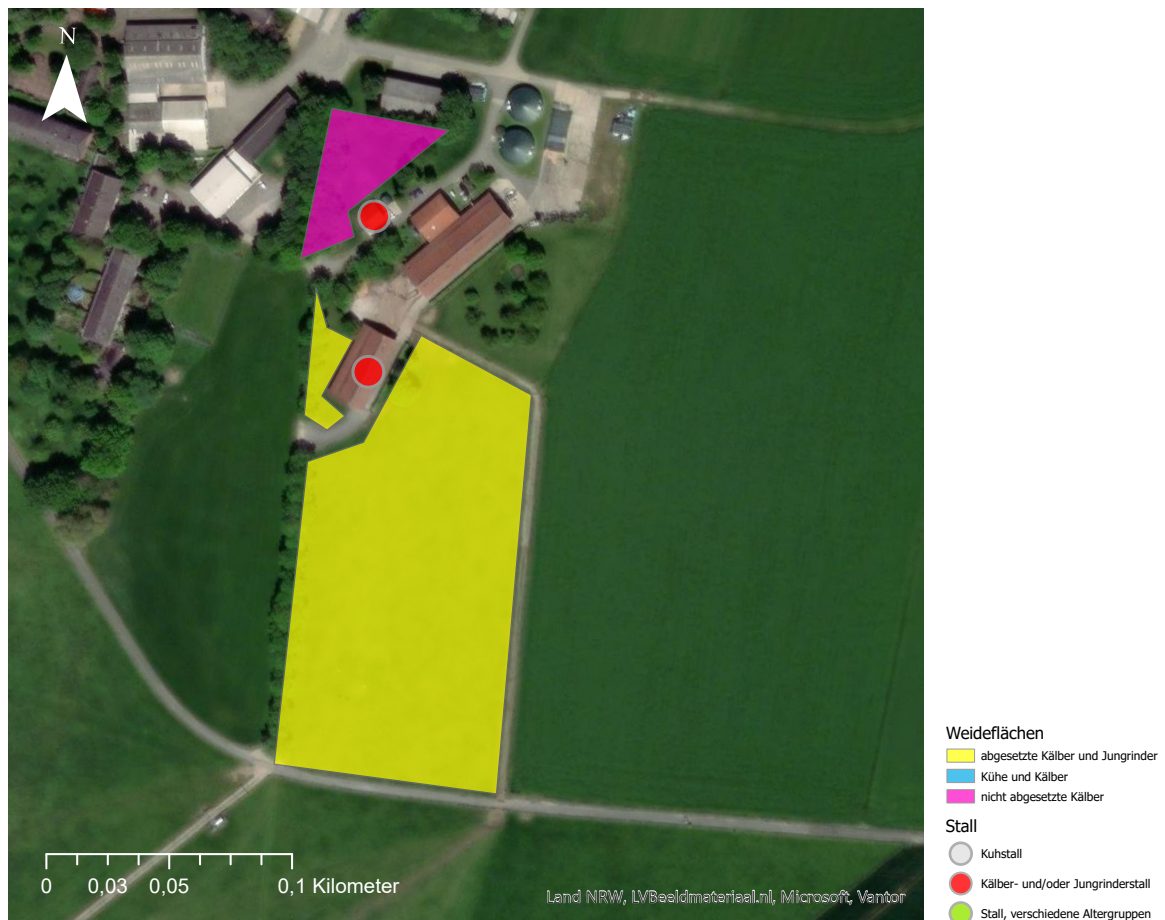 N
0 0,03 0,05 0,1 Kilometer
Land NRW, LVBeeldmateriaal.nl, Microsoft, Vantor
Weideflächen
abgesetzte Kälber und Jungrinder
Kühe und Kälber
nicht abgesetzte Kälber
Stall
Kuhstall
Kälber- und/oder Jungrinderstall
Stall, verschiedene Altergruppen